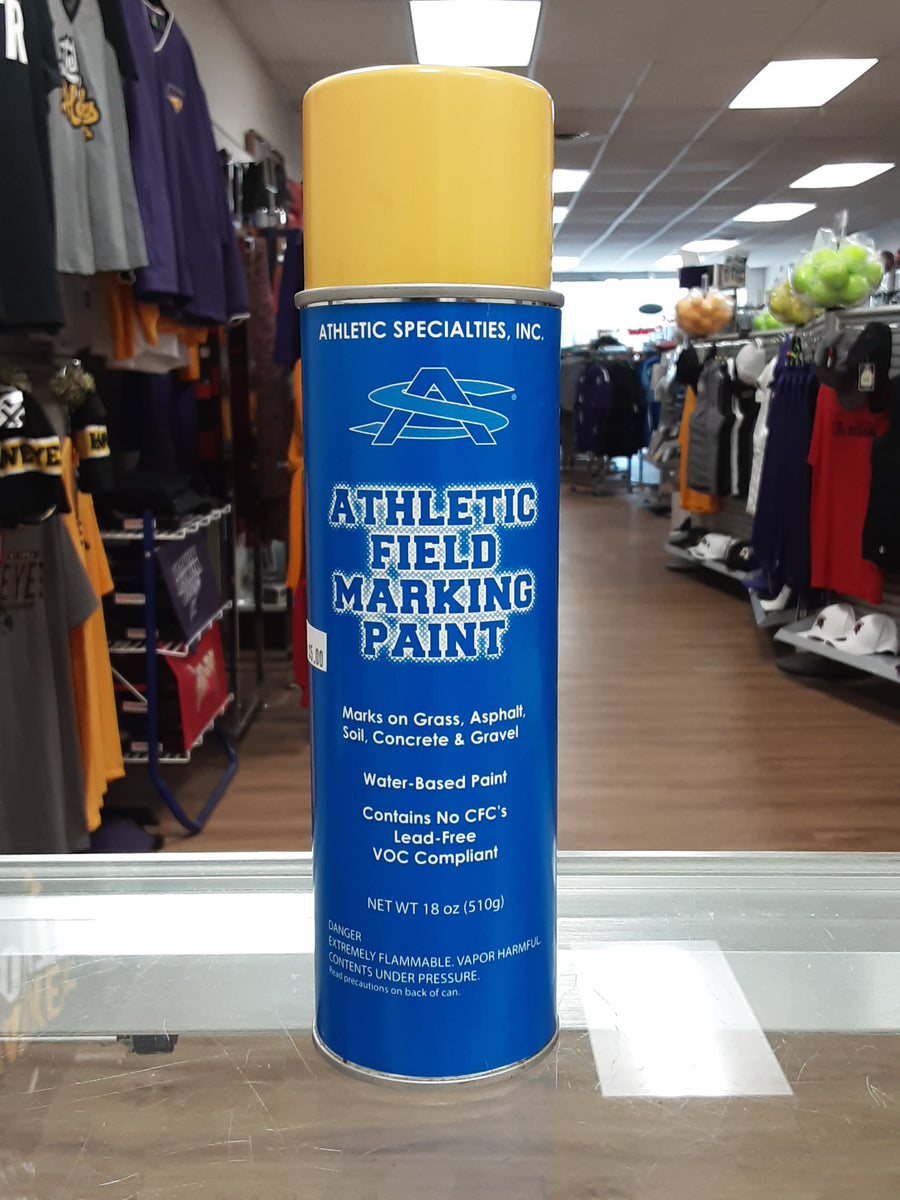 ATHLETIC SPECIALTIES, INC.
AS
®
ATHLETIC
FIELD
MARKING
PAINT
Marks on Grass, Asphalt,
Soil, Concrete & Gravel
Water-Based Paint
Contains No CFC's
Lead-Free
VOC Compliant
NET WT 18 oz (510g)
DANGER
EXTREMELY FLAMMABLE. VAPOR HARMFUL.
CONTENTS UNDER PRESSURE.
Read precautions on back of can.